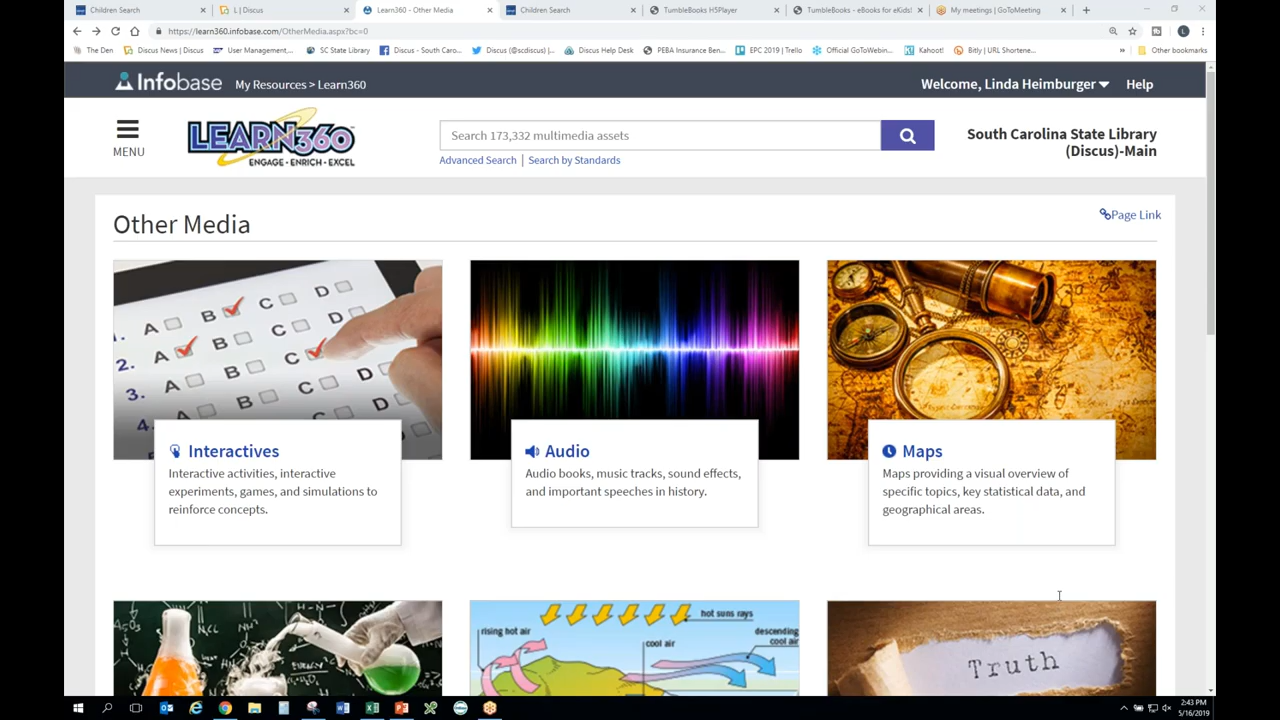 Children Search
L | Discus
Learn360 - Other Media
Children Search
TumbleBooks H5Player
TumbleBooks - eBooks for eKids!
My meetings | GoToMeeting
https://learn360.infobase.com/OtherMedia.aspx?bc=0
L
The Den
Discus News | Discus
User Management,...
SC State Library
Discus - South Caro...
Twitter (@scdiscus)...
Discus Help Desk
PEBA Insurance Ben...
EPC 2019 | Trello
Official GoToWebin...
Kahoot!
Bitly | URL Shortene...
»
Other bookmarks
Infobase
My Resources > Learn360
Welcome, Linda Heimburger
Help
MENU
LEARN360
ENGAGE • ENRICH • EXCEL
Search 173,332 multimedia assets
Advanced Search | Search by Standards
South Carolina State Library
(Discus)-Main
Other Media
Page Link
1. A B C D
2. A B C D
3. A B C D
4. A B C D
Interactives
Interactive activities, interactive
experiments, games, and simulations to
reinforce concepts.
Audio
Audio books, music tracks, sound effects,
and important speeches in history.
Maps
Maps providing a visual overview of
specific topics, key statistical data, and
geographical areas.
hot suns rays
rising hot air
cool air
descending
cool air
Truth
2:43 PM
5/16/2019